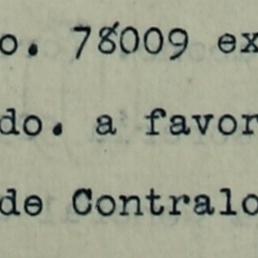 o. 78009 ex
do. a favor
de Contralo